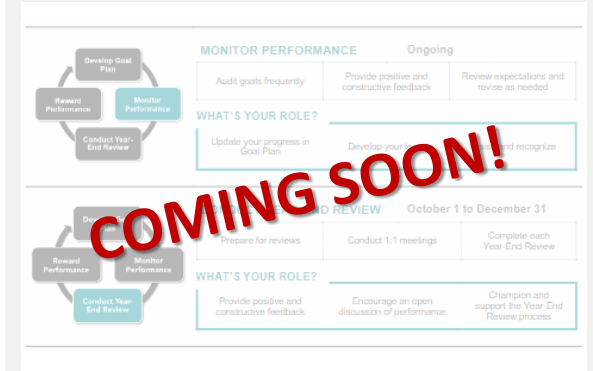 MONITOR PERFORMANCE Ongoing
Develop Goal
Plan
Reward
Performance
Monitor
Performance
Conduct Year-
End Review
Audit goals frequently
Provide positive and
constructive feedback
Review expectations and
revise as needed
WHAT'S YOUR ROLE?
Update your progress in
Goal Plan
Develop your
and recognize
COMING SOON!
REVIEW October 1 to December 31
Reward
Performance
Monitor
Performance
Conduct Year-
End Review
Prepare for reviews
Conduct 1:1 meetings
Complete each
Year-End Review
WHAT'S YOUR ROLE?
Provide positive and
constructive feedback
Encourage an open
discussion of performance
Champion and
support the Year-End
Review process